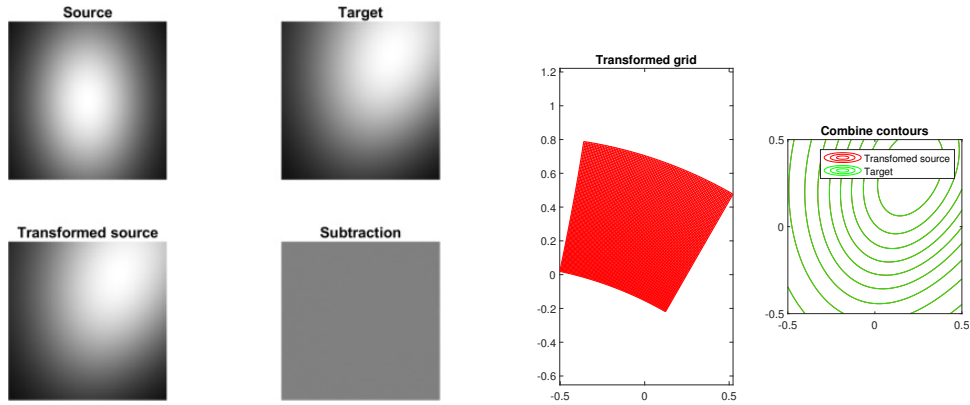 Source
Target
Transformed source
Subtraction
Transformed grid
1.2
1
0.8
0.6
0.4
0.2
0
-0.2
-0.4
-0.6
-0.5
0
0.5
Combine contours
0.5
Transfomed source
Target
0
-0.5
-0.5
0
0.5